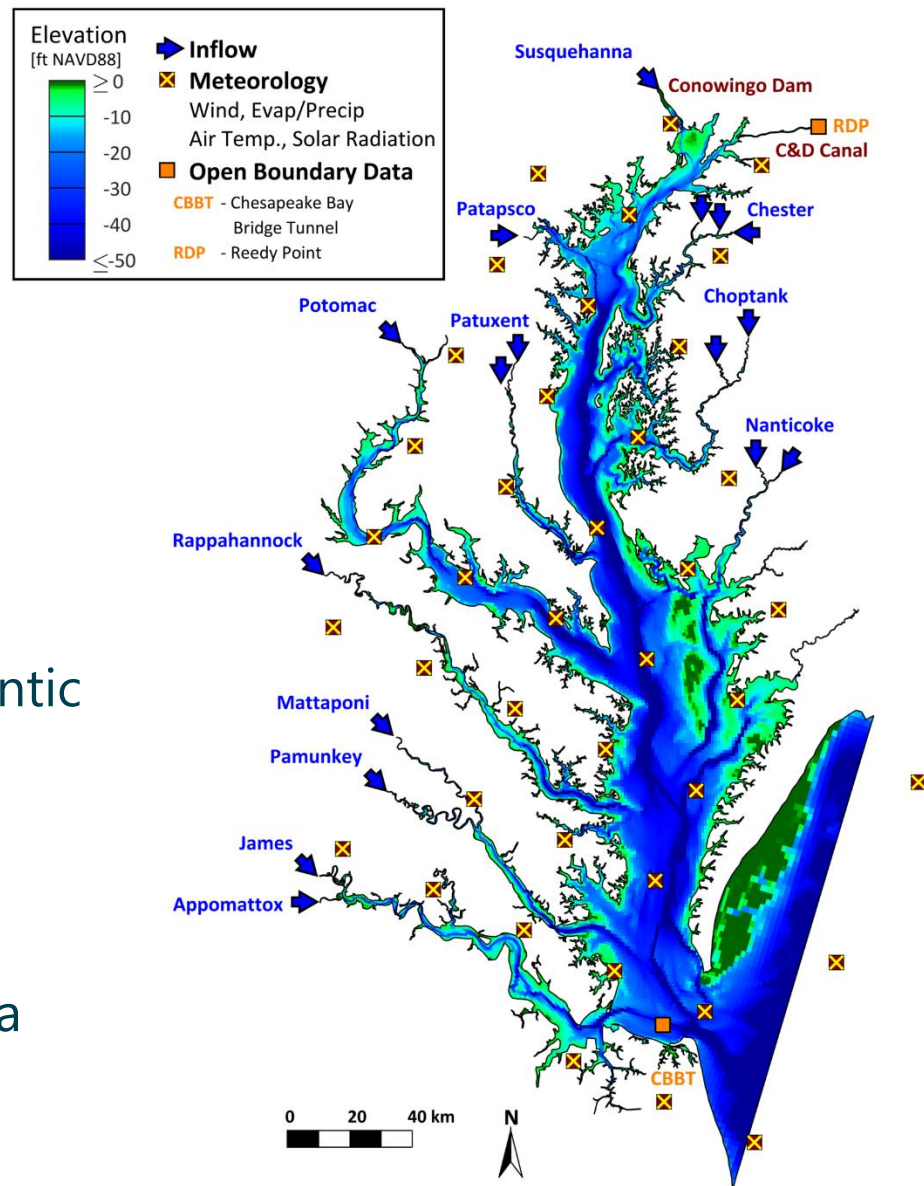 Elevation
[ft NAVD88]
≥ 0
-10
-20
-30
-40
≤-50
Inflow
Meteorology
Wind, Evap/Precip
Air Temp., Solar Radiation
Open Boundary Data
CBBT - Chesapeake Bay
Bridge Tunnel
RDP - Reedy Point
Susquehanna
Conowingo Dam
RDP
C&D Canal
Patapsco
Chester
Potomac
Patuxent
Choptank
Nanticoke
Rappahannock
ntic
Mattaponi
Pamunkey
James
Appomattox
a
CBBT
0 20 40 km
N